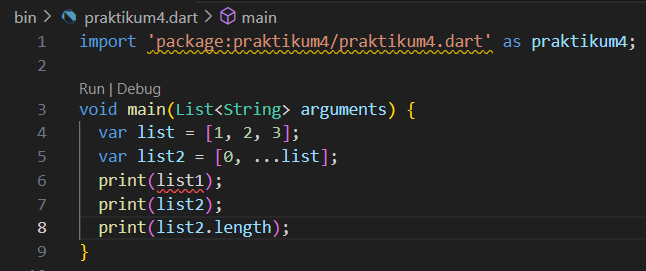 bin > praktikum4.dart > main
1 import 'package:praktikum4/praktikum4.dart' as praktikum4;
2
Run | Debug
3 void main(List<String> arguments) {
4 var list = [1, 2, 3];
5 var list2 = [0, ...list];
6 print(list1);
7 print(list2);
8 print(list2.length);
9 }